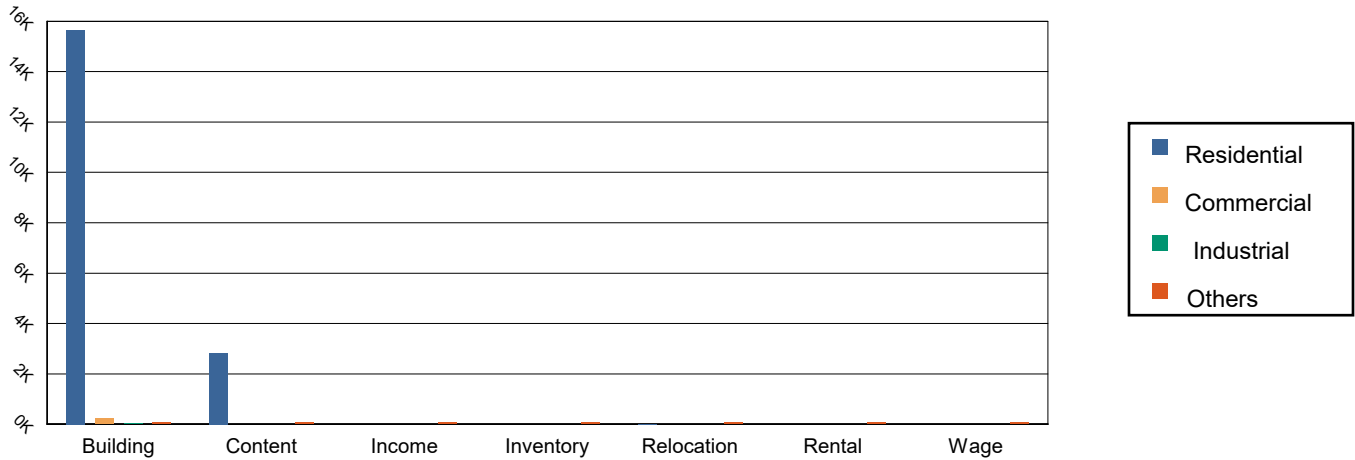 16K
14K
12K
10K
8K
6K
4K
2K
0K
Building Content Income Inventory Relocation Rental Wage
Residential
Commercial
Industrial
Others